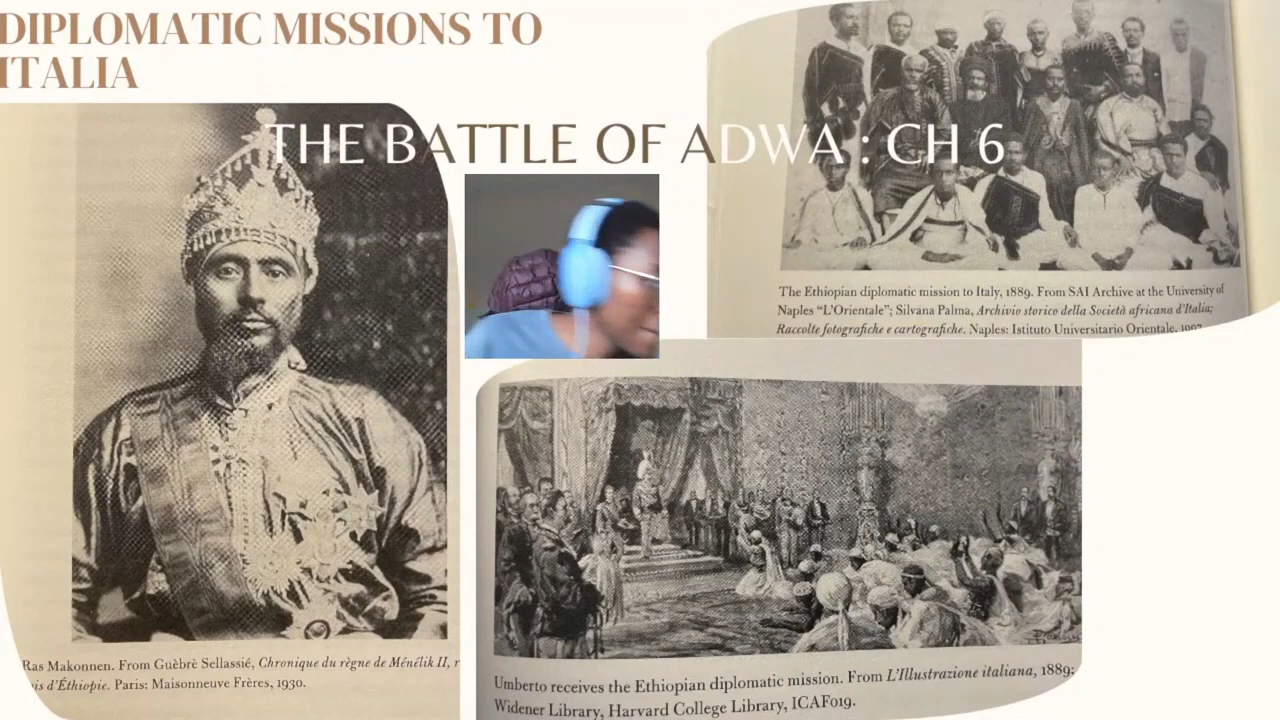 DIPLOMATIC MISSIONS TO
ITALIA
THE BATTLE OF ADWA : CH 6
The Ethiopian diplomatic mission to Italy, 1889. From SAI Archive at the University of
Naples “L’Orientale”; Silvana Palma, Archivio storico della Società africana d’Italia;
Raccolte fotografiche e cartografiche. Naples: Istituto Universitario Orientale,
Ras Makonnen. From Guèbrè Sellassié, Chronique du règne de Ménélik II,
d’Éthiopie. Paris: Maisonneuve Frères, 1930.
Umberto receives the Ethiopian diplomatic mission. From L’Illustrazione italiana, 1889;
Widener Library, Harvard College Library, ICAF019.